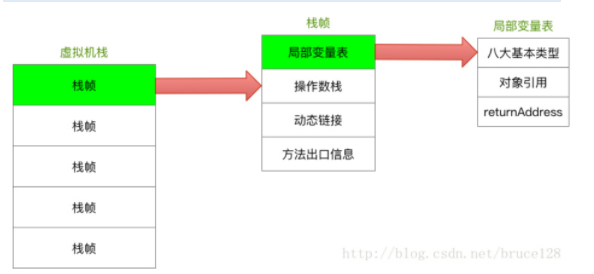 虚拟机栈
栈帧
栈帧
栈帧
栈帧
栈帧
栈帧
局部变量表
操作数栈
动态链接
方法出口信息
局部变量表
八大基本类型
对象引用
returnAddress
http://blog.csdn.net/bruce128